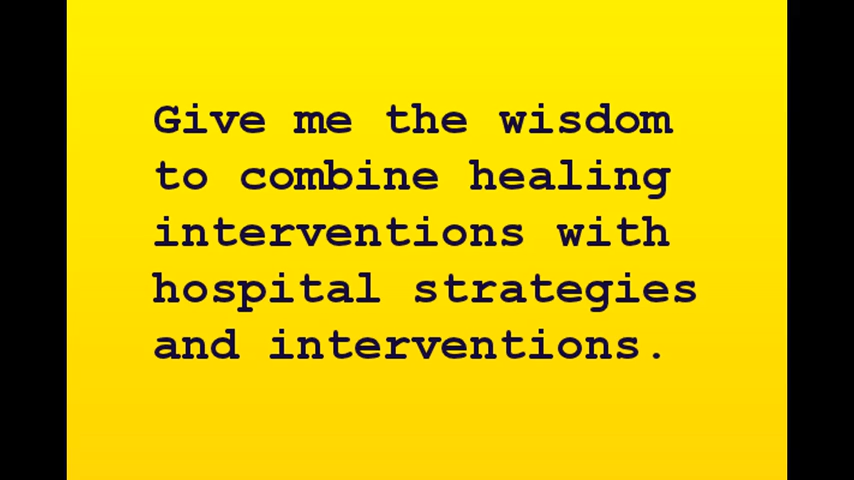 Give me the wisdom
to combine healing
interventions with
hospital strategies
and interventions.